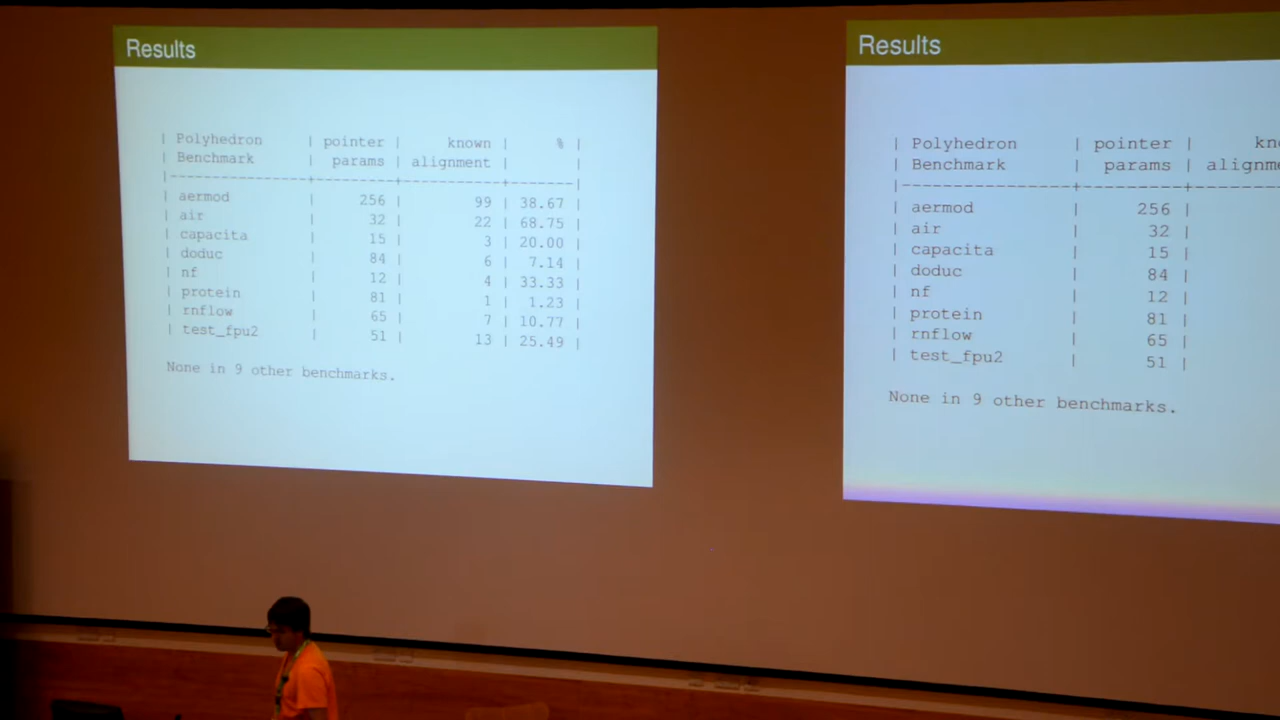 Results
| Polyhedron | pointer | known | % |
| Benchmark | params | alignment | |
|----------------+---------+-----------+-------|
| aermod | 256 | 99 | 38.67 |
| air | 32 | 22 | 68.75 |
| capacita | 15 | 3 | 20.00 |
| doduc | 84 | 6 | 7.14 |
| nf | 12 | 4 | 33.33 |
| protein | 81 | 1 | 1.23 |
| rnflow | 65 | 7 | 10.77 |
| test_fpu2 | 51 | 13 | 25.49 |
None in 9 other benchmarks.
Results
| Polyhedron | pointer | kn
| Benchmark | params | alignme
|----------------+---------+--------
| aermod | 256 |
| air | 32 |
| capacita | 15 |
| doduc | 84 |
| nf | 12 |
| protein | 81 |
| rnflow | 65 |
| test_fpu2 | 51 |
None in 9 other benchmarks.